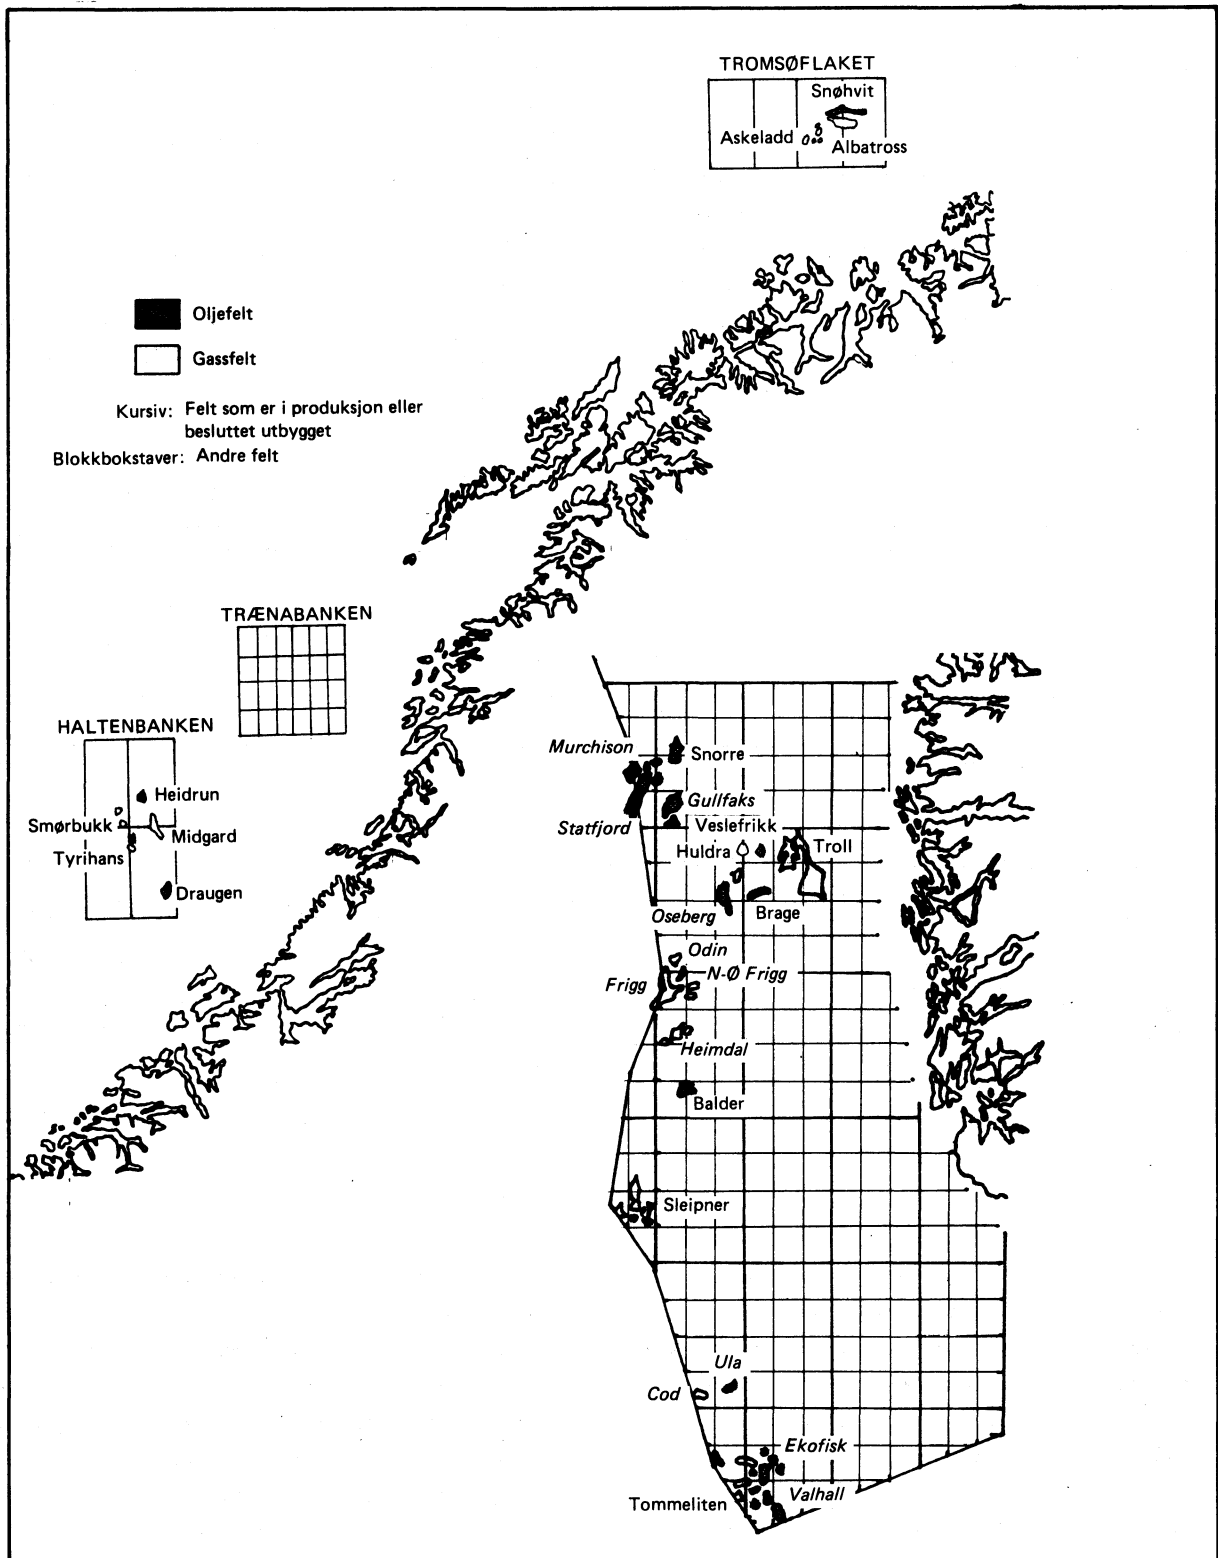 TROMSØFLAKET
Snøhvit
Askeladd
Albatross
Oljefelt
Gassfelt
Kursiv: Felt som er i produksjon eller
besluttet utbygget
Blokkbokstaver: Andre felt
TRÆNABANKEN
HALTENBANKEN
Heidrun
Smørbukk
Midgard
Tyrihans
Draugen
Murchison
Snorre
Gullfaks
Statfjord
Veslefrikk
Huldra
Troll
Oseberg
Brage
Odin
N-Ø Frigg
Frigg
Heimdal
Balder
Sleipner
Ula
Cod
Ekofisk
Valhall
Tommeliten